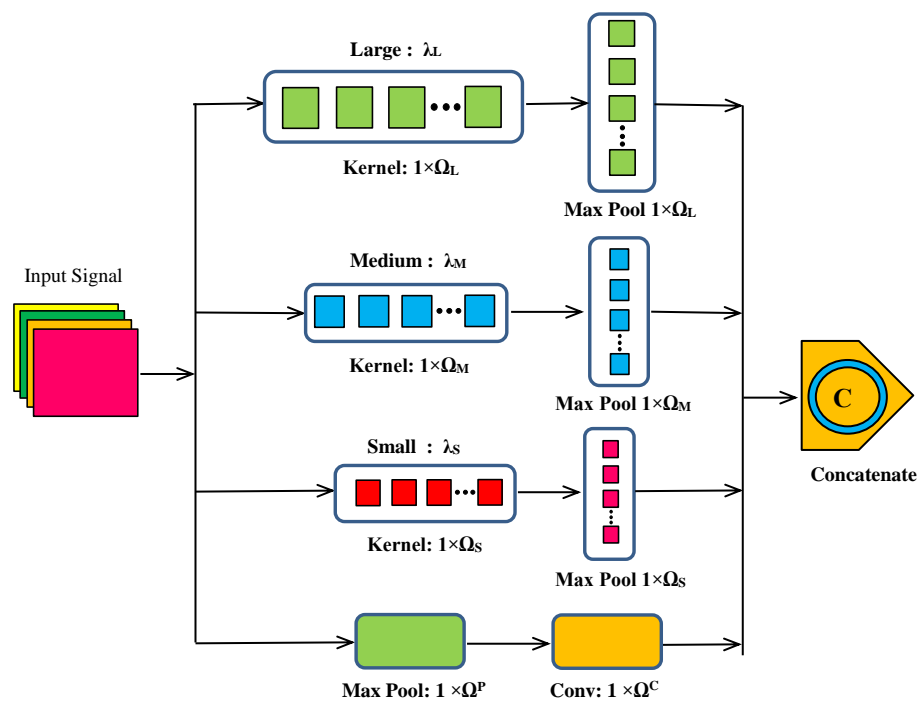 Large : λL
Kernel: 1×ΩL
Max Pool 1×ΩL
Input Signal
Medium : λM
Kernel: 1×ΩM
Max Pool 1×ΩM
C
Concatenate
Small : λS
Kernel: 1×ΩS
Max Pool 1×ΩS
Max Pool: 1 ×Ωᴾ
Conv: 1 ×Ωᶜ